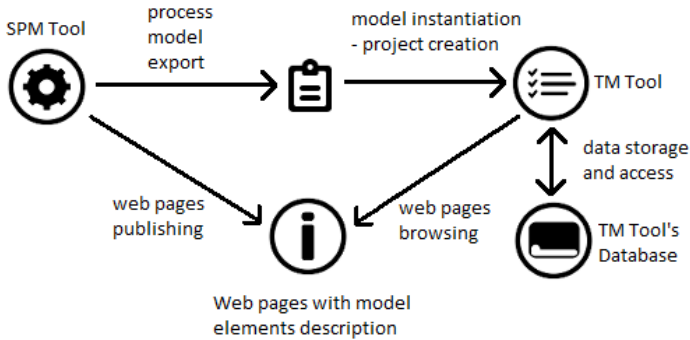 SPM Tool
process
model
export
model instantiation
- project creation
TM Tool
data storage
and access
web pages
publishing
web pages
browsing
TM Tool's
Database
Web pages with model
elements description